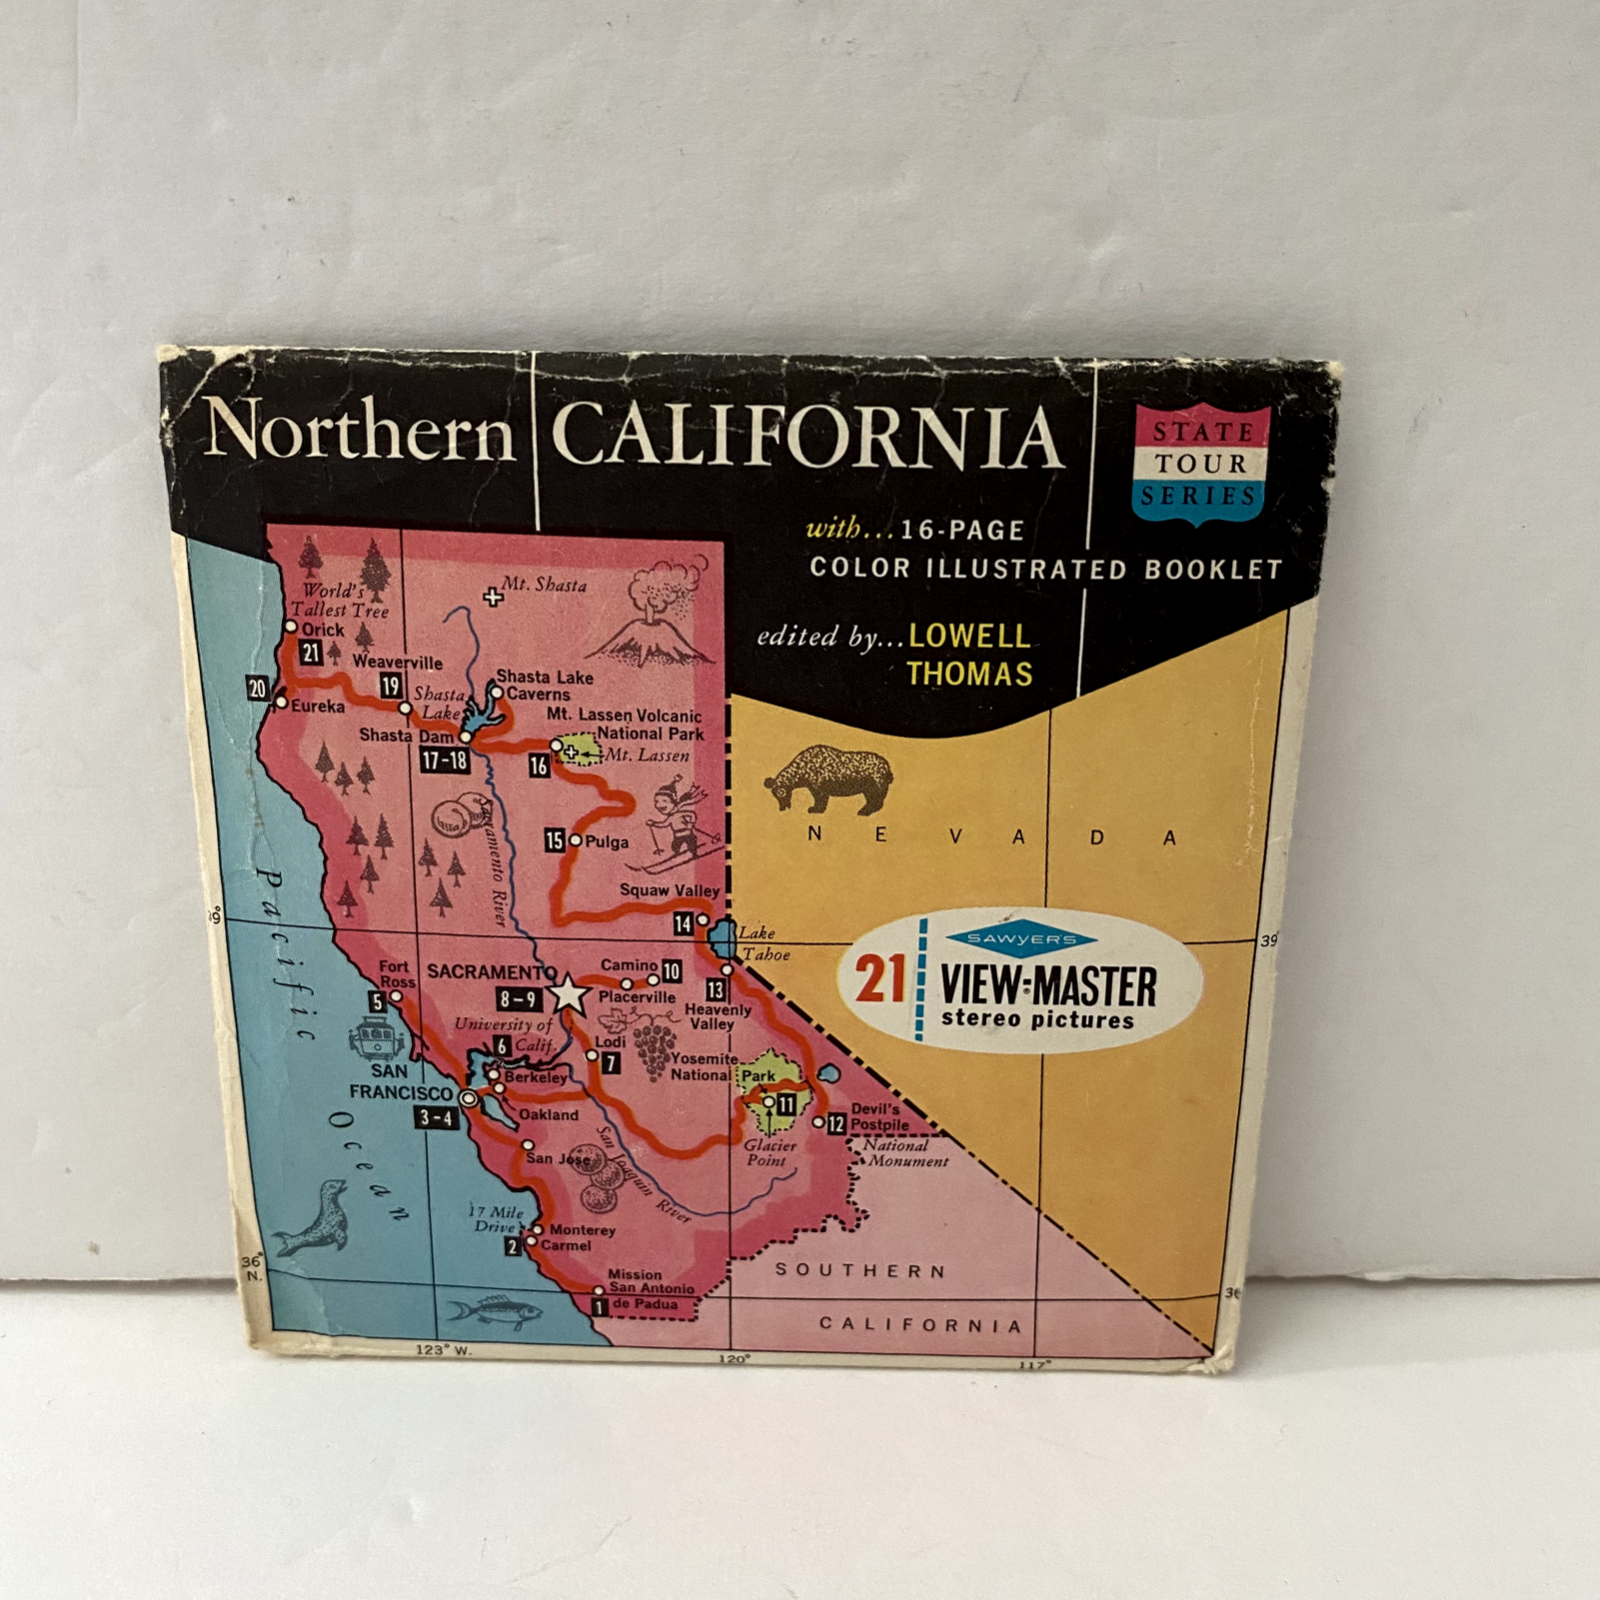 Northern CALIFORNIA
STATE
TOUR
SERIES
with... 16-PAGE
COLOR ILLUSTRATED BOOKLET
edited by... LOWELL
THOMAS
World's
Tallest Tree
Orick
21
Mt. Shasta
Weaverville
19
20
Eureka
Shasta
Lake
Shasta Lake
Caverns
Shasta Dam
17-18
Mt. Lassen Volcanic
National Park
Mt. Lassen
16
Sacramento River
15
Pulga
Squaw Valley
14
Lake
Tahoe
NEVADA
39°
9°
Pacific
Ocean
Fort
Ross
5
SACRAMENTO
8-9
Camino
10
Placerville
13
Heavenly
Valley
21
SAWYER'S
VIEW-MASTER
stereo pictures
University of
Calif.
6
Lodi
7
Berkeley
Oakland
SAN
FRANCISCO
3-4
Yosemite
National Park
11
Glacier
Point
12
Devil's
Postpile
National
Monument
San Jose
San Joaquin River
17 Mile
Drive
Monterey
2
Carmel
Mission
San Antonio
de Padua
1
SOUTHERN
CALIFORNIA
36°
N.
36
123° W.
120°
117°